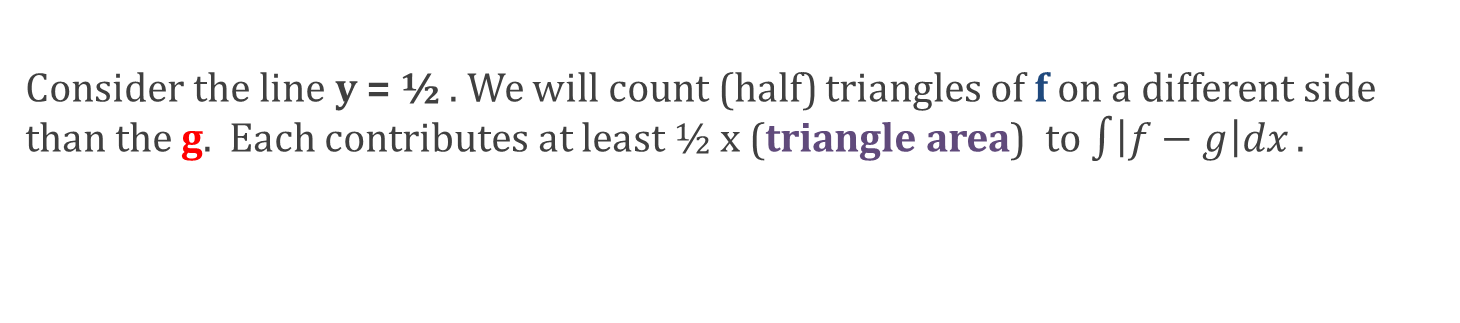 Consider the line y = ½ . We will count (half) triangles of f on a different side
than the g. Each contributes at least ½ x (triangle area) to ∫|f − g|dx .